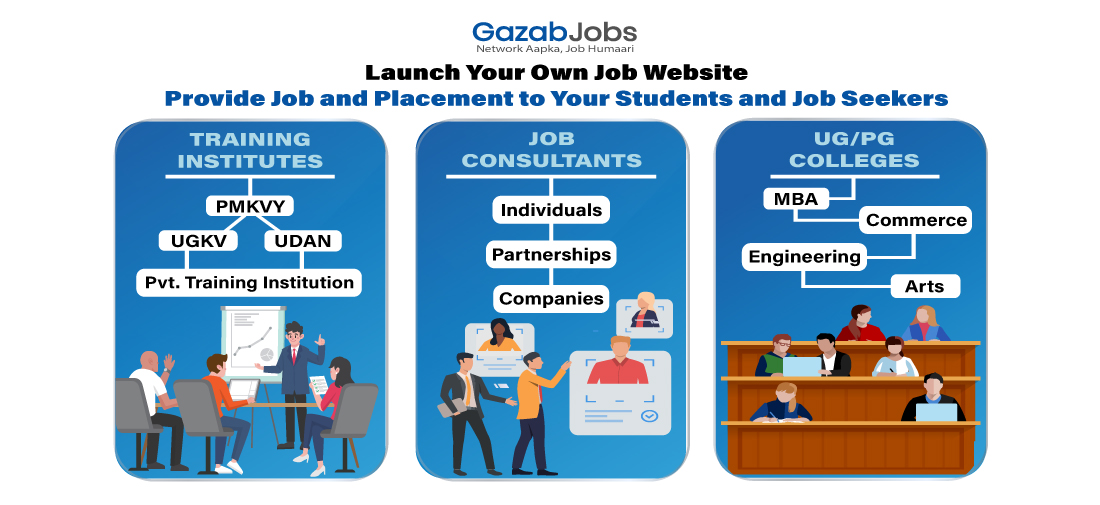 GazabJobs
Network Aapka, Job Humaari
Launch Your Own Job Website
Provide Job and Placement to Your Students and Job Seekers
TRAINING
INSTITUTES
PMKVY
UGKV
UDAN
Pvt. Training Institution
JOB
CONSULTANTS
Individuals
Partnerships
Companies
UG/PG
COLLEGES
MBA
Commerce
Engineering
Arts